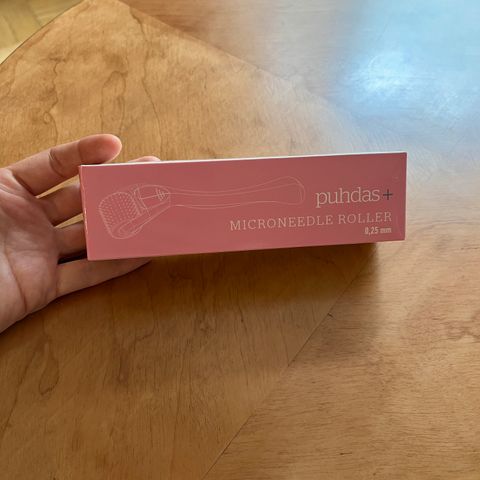 puhdas+
MICRONEEDLE ROLLER
0,25 mm